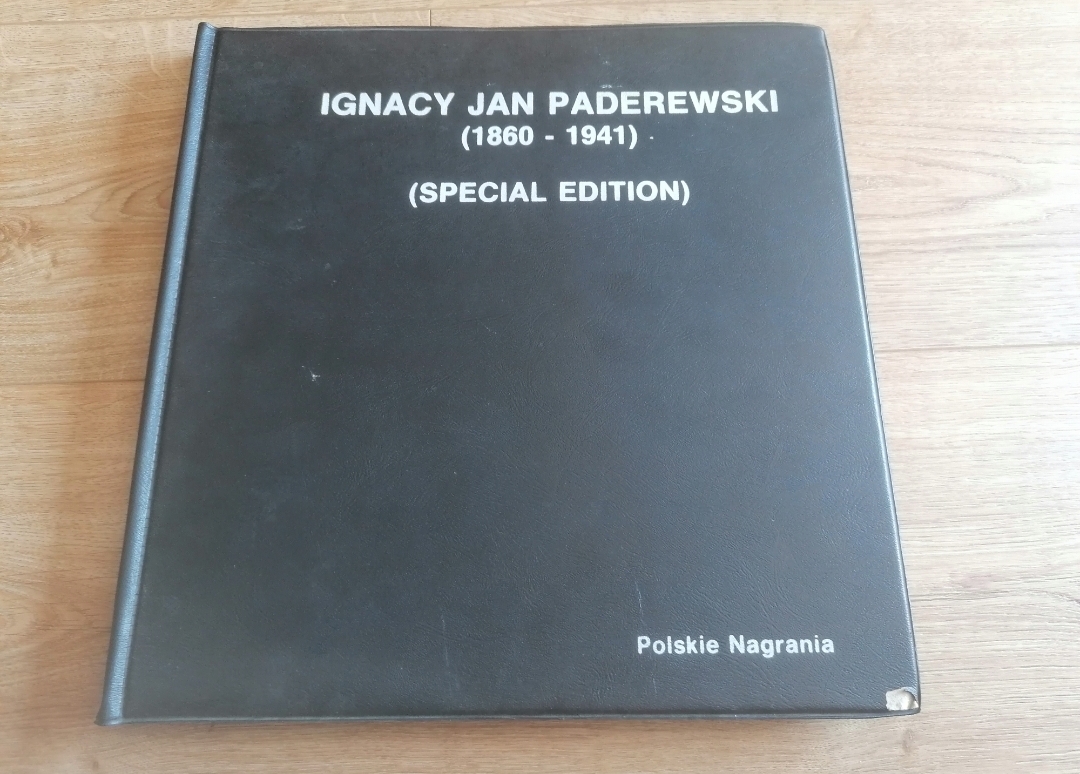 IGNACY JAN PADEREWSKI
(1860 - 1941)
(SPECIAL EDITION)
Polskie Nagrania